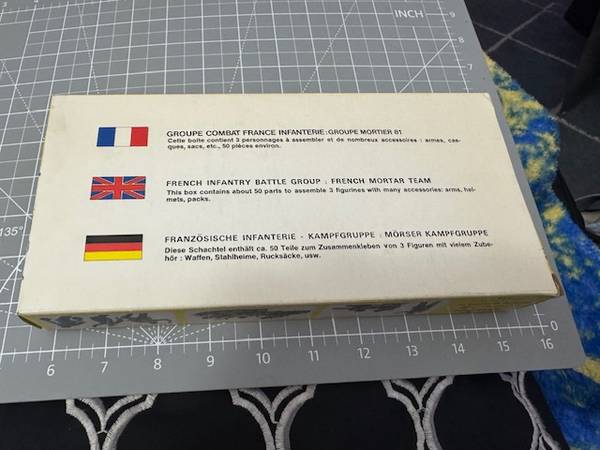 INCH
9
8
GROUPE COMBAT FRANCE INFANTERIE: GROUPE MORTIER 81
Cette boîte contient 3 personnages à assembler et de nombreux accessoires : armes, cas-
ques, sacs, etc., 50 pièces environ.
FRENCH INFANTRY BATTLE GROUP : FRENCH MORTAR TEAM
This box contains about 50 parts to assemble 3 figurines with many accessories: arms, hel-
mets, packs.
135°
FRANZÖSISCHE INFANTERIE - KAMPFGRUPPE : MÖRSER KAMPFGRUPPE
Diese Schachtel enthält ca. 50 Teile zum Zusammenkleben von 3 Figuren mit vielem Zube-
hör : Waffen, Stahlhelme, Rucksäcke, usw.
0
6 7 8 9 10 11 12 13 14 15 16